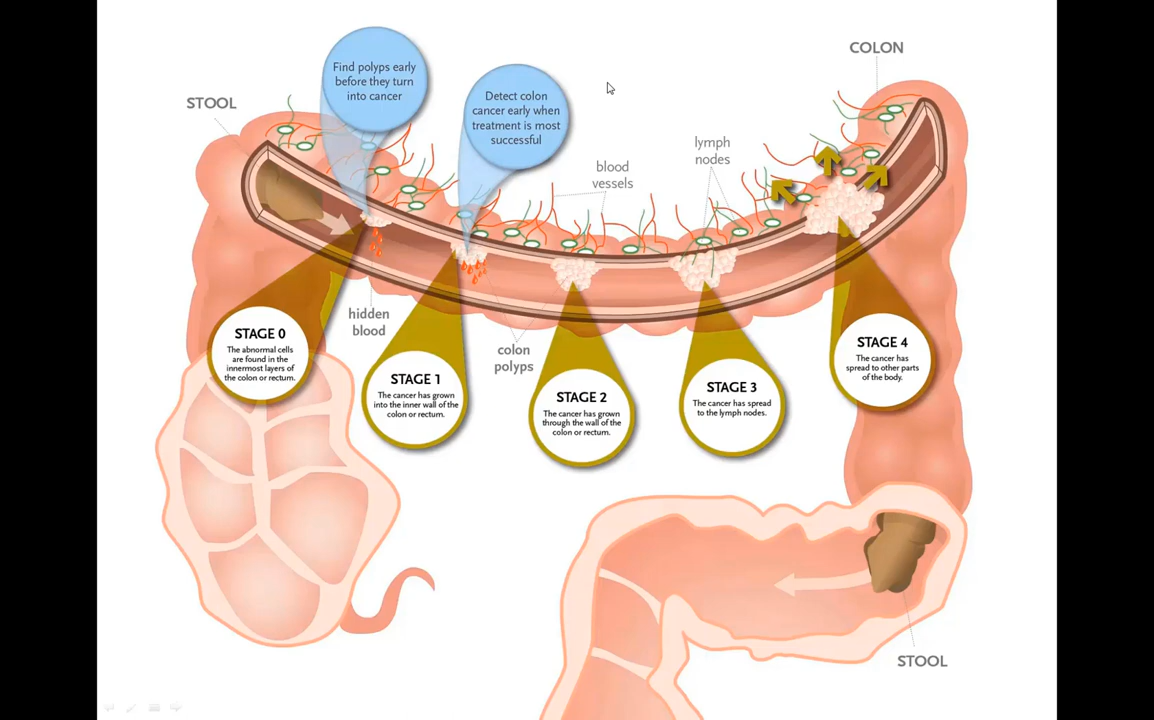 COLON
Find polyps early
before they turn
into cancer
Detect colon
cancer early when
treatment is most
successful
STOOL
lymph
nodes
blood
vessels
hidden
blood
colon
polyps
STAGE 0
The abnormal cells
are found in the
innermost layers of
the colon or rectum.
STAGE 1
The cancer has grown
into the inner wall of the
colon or rectum.
STAGE 2
The cancer has grown
through the wall of the
colon or rectum.
STAGE 3
The cancer has spread
to the lymph nodes.
STAGE 4
The cancer has
spread to other parts
of the body.
STOOL